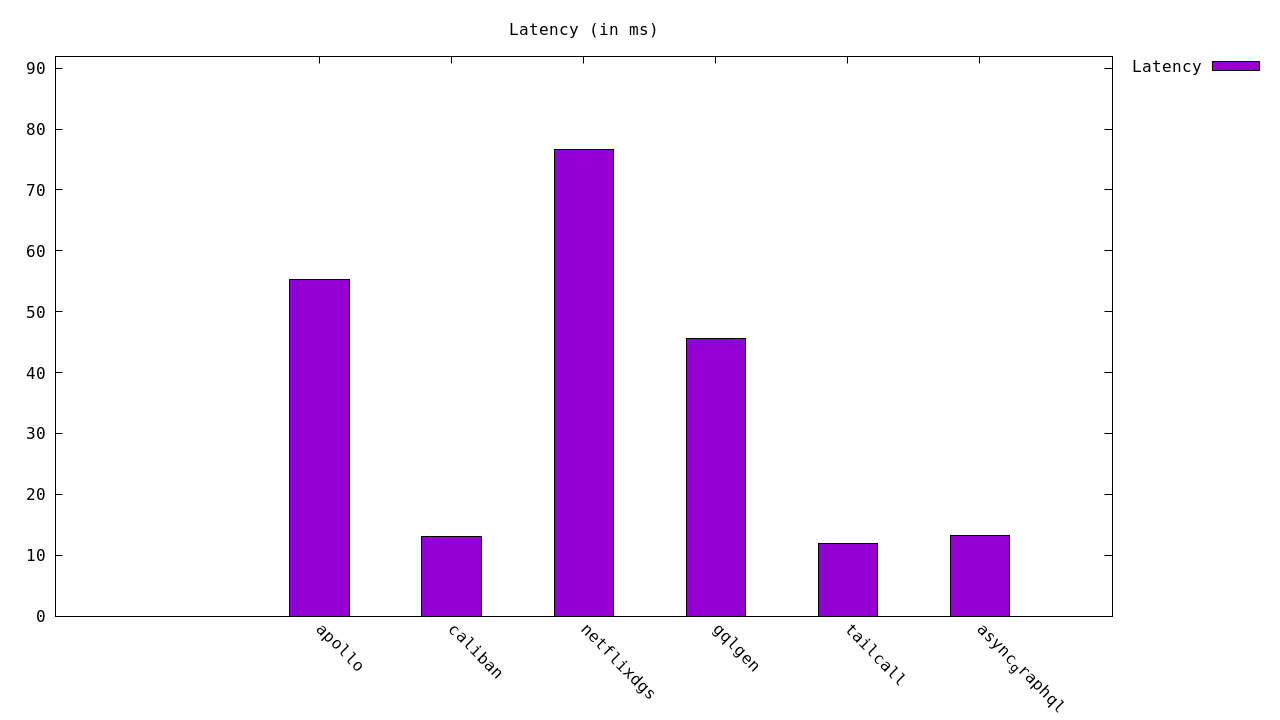 Latency (in ms)
Latency
90
80
70
60
50
40
30
20
10
0
apollo
caliban
netflixdgs
gqlgen
tailcall
async₉raphql